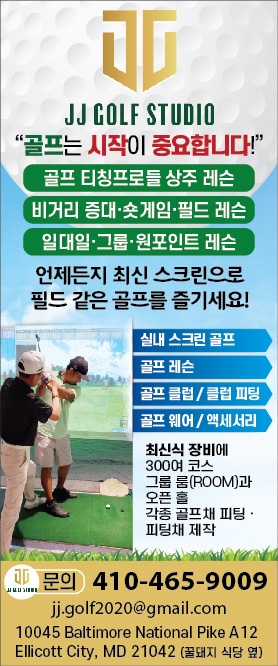 JG
JJ GOLF STUDIO
“골프는 시작이 중요합니다!”
골프 티칭프로들 상주 레슨
비거리 증대·숏게임·필드 레슨
일대일·그룹·원포인트 레슨
언제든지 최신 스크린으로
필드 같은 골프를 즐기세요!
실내 스크린 골프
골프 레슨
골프 클럽 / 클럽 피팅
골프 웨어 / 액세서리
최신식 장비에
300여 코스
그룹 룸(ROOM)과
오픈 홀
각종 골프채 피팅·
피팅채 제작
JJ GOLF STUDIO
문의 410-465-9009
jj.golf2020@gmail.com
10045 Baltimore National Pike A12
Ellicott City, MD 21042 (꿀돼지 식당 옆)